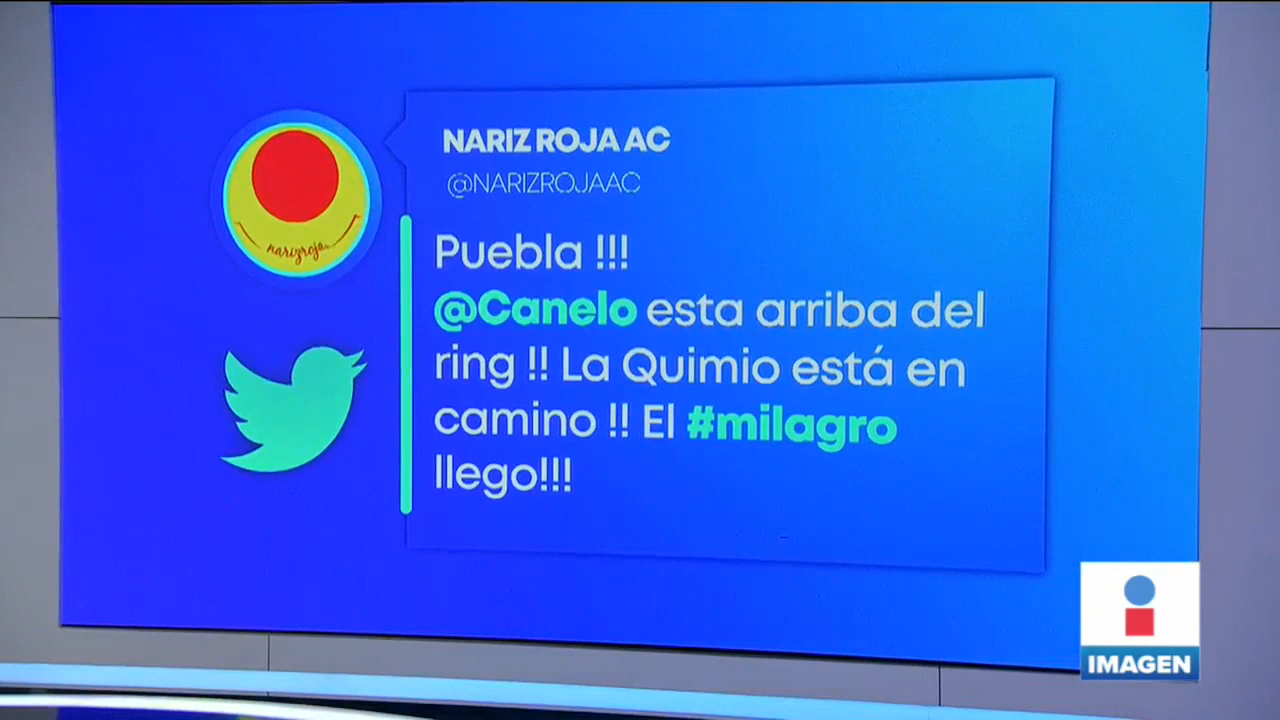 NARIZ ROJA AC
@NARIZROJAAC
narizroja
Puebla !!!
@Canelo esta arriba del
ring !! La Quimio está en
camino !! El #milagro
llego!!!
IMAGEN